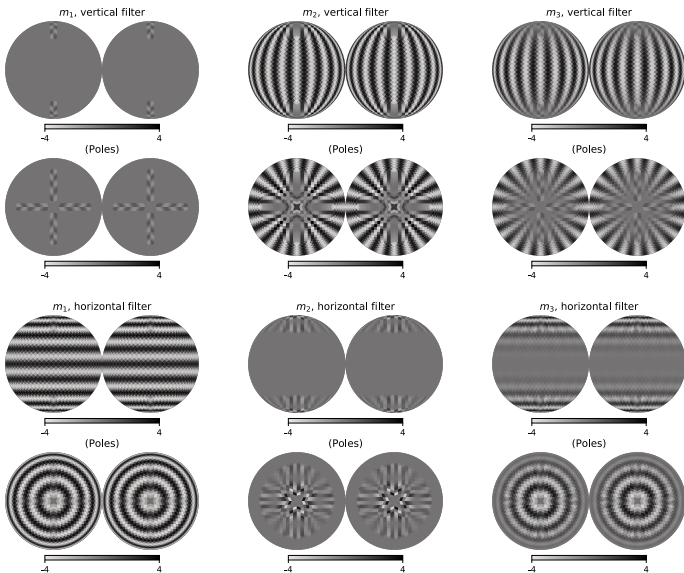 m₁, vertical filter
m₂, vertical filter
m₃, vertical filter
−4 4
−4 4
−4 4
(Poles)
(Poles)
(Poles)
−4 4
−4 4
−4 4
m₁, horizontal filter
m₂, horizontal filter
m₃, horizontal filter
−4 4
−4 4
−4 4
(Poles)
(Poles)
(Poles)
−4 4
−4 4
−4 4